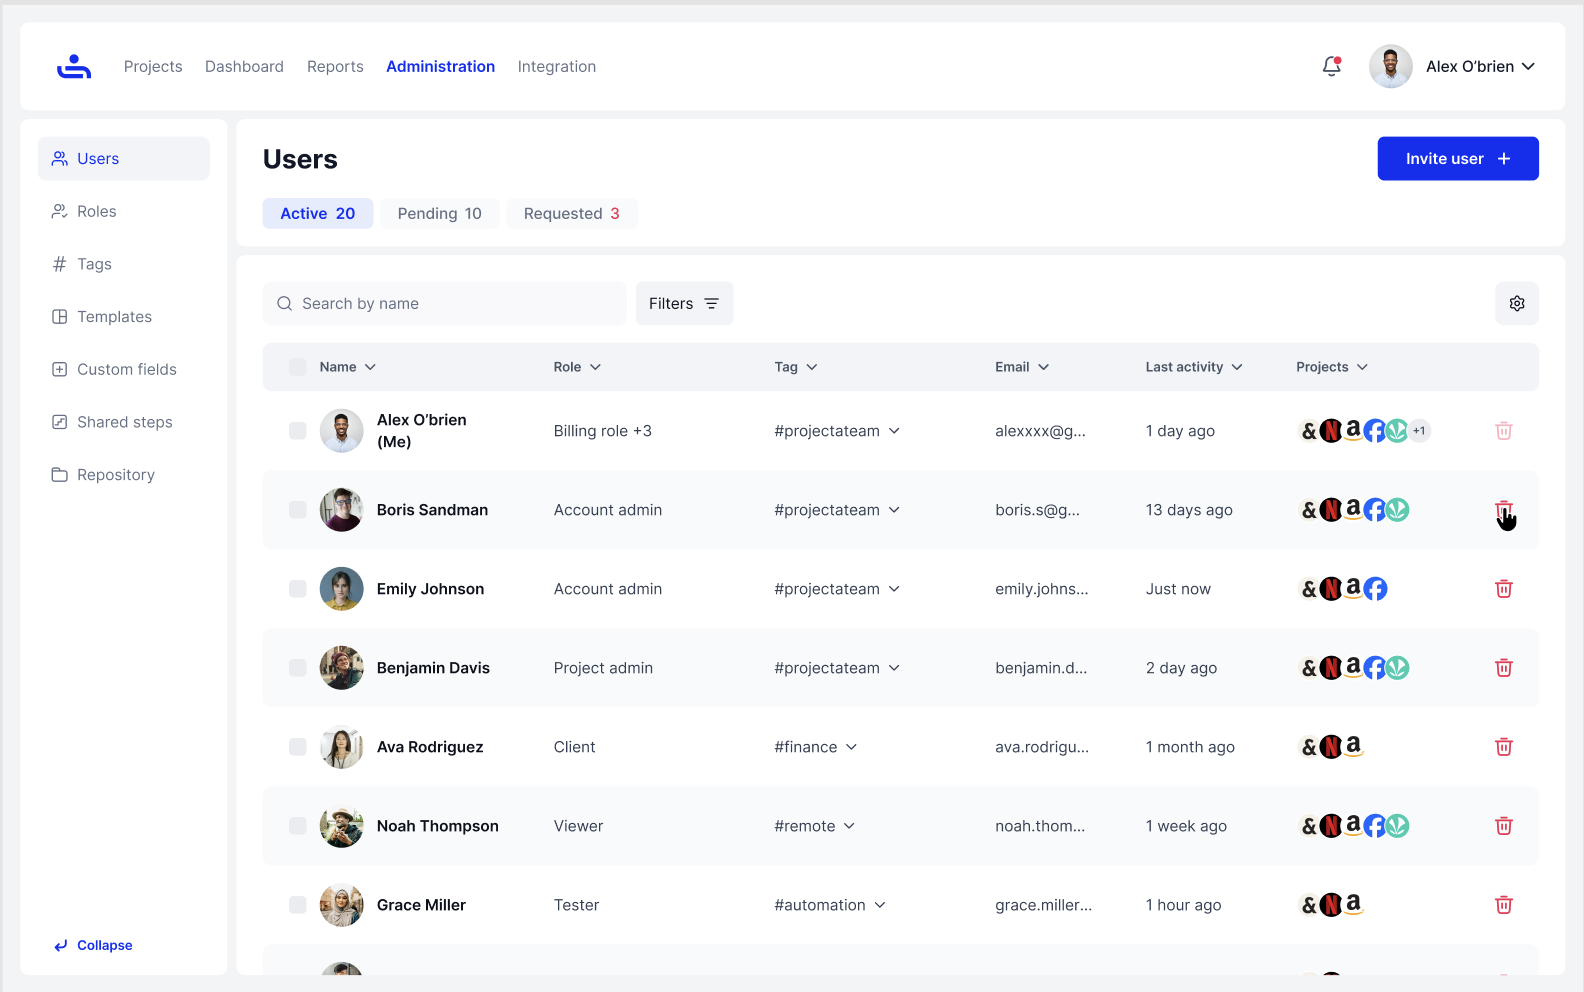 Projects Dashboard Reports Administration Integration Alex O’brien
Users
Roles
Tags
Templates
Custom fields
Shared steps
Repository
Collapse
Users
Invite user +
Active 20 Pending 10 Requested 3
Search by name Filters
Name Role Tag Email Last activity Projects
Alex O’brien
(Me) Billing role +3 #projectateam alexxxx@g... 1 day ago & N a f +1
Boris Sandman Account admin #projectateam boris.s@g... 13 days ago & N a f
Emily Johnson Account admin #projectateam emily.johns... Just now & N a f
Benjamin Davis Project admin #projectateam benjamin.d... 2 day ago & N a f
Ava Rodriguez Client #finance ava.rodrigu... 1 month ago & N a
Noah Thompson Viewer #remote noah.thom... 1 week ago & N a f
Grace Miller Tester #automation grace.miller... 1 hour ago & N a